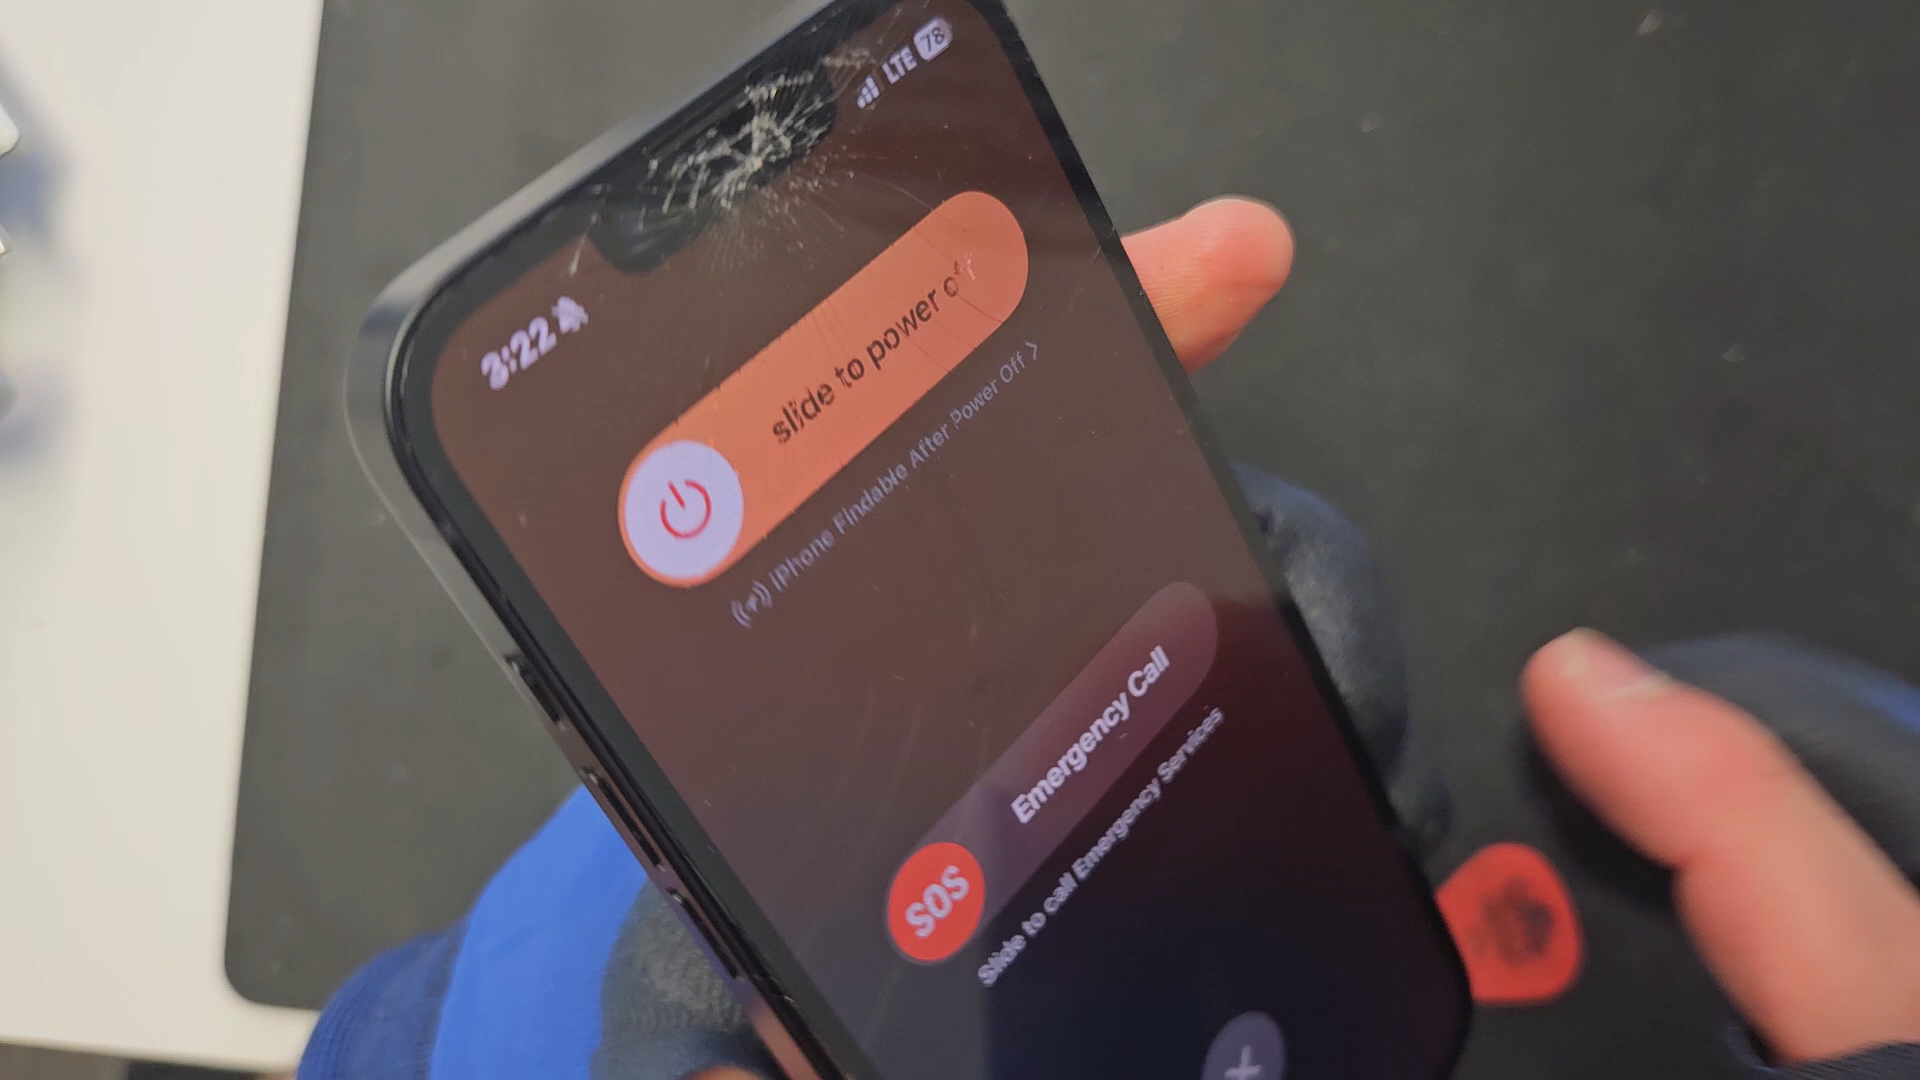 3:22
LTE 78
slide to power off
iPhone Findable After Power Off
Emergency Call
SOS
Slide to call Emergency Services